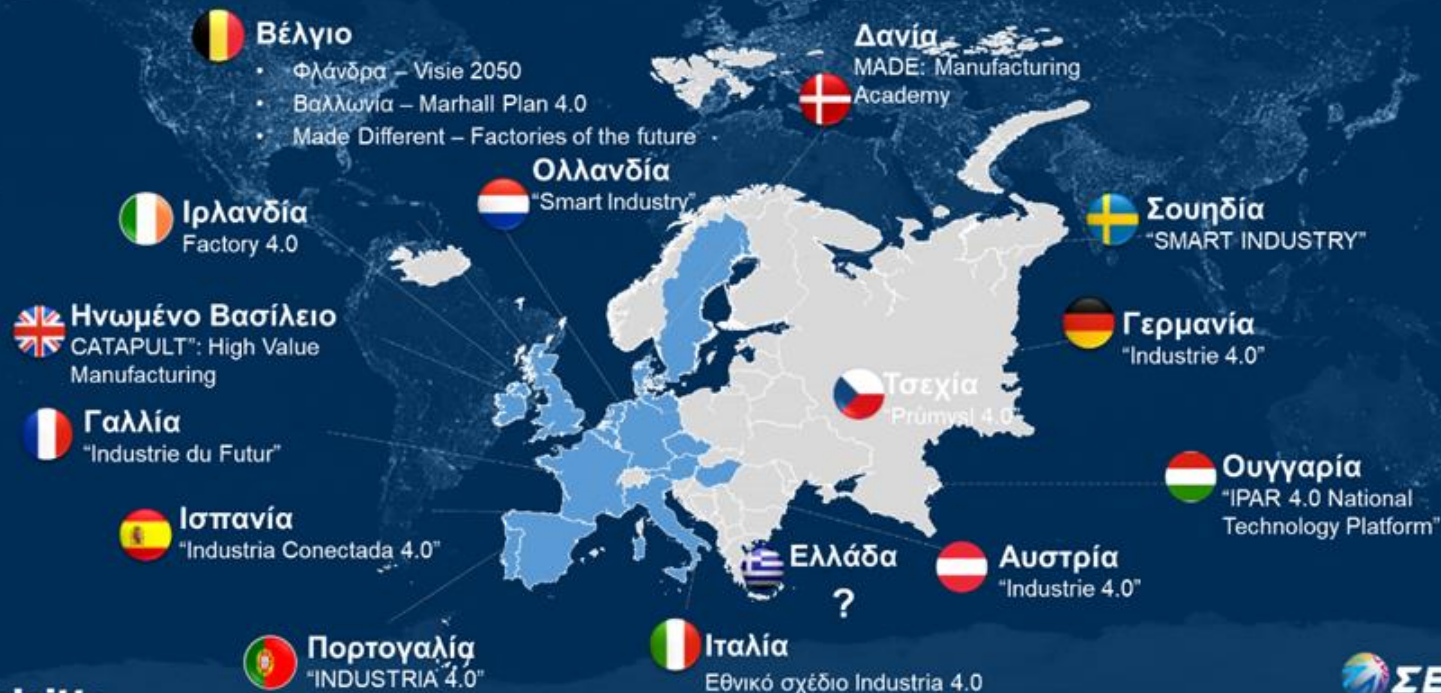 Βέλγιο
• Φλάνδρα – Visie 2050
• Βαλλωνία – Marhall Plan 4.0
• Made Different – Factories of the future
Δανία
MADE: Manufacturing
Academy
Ολλανδία
“Smart Industry”
Ιρλανδία
Factory 4.0
Σουηδία
“SMART INDUSTRY”
Ηνωμένο Βασίλειο
CATAPULT”: High Value
Manufacturing
Γερμανία
“Industrie 4.0”
Τσεχία
“Průmysl 4.0”
Γαλλία
“Industrie du Futur”
Ουγγαρία
“IPAR 4.0 National
Technology Platform”
Ισπανία
“Industria Conectada 4.0”
Ελλάδα
?
Αυστρία
“Industrie 4.0”
Πορτογαλία
“INDUSTRIA 4.0”
Ιταλία
Εθνικό σχέδιο Industria 4.0